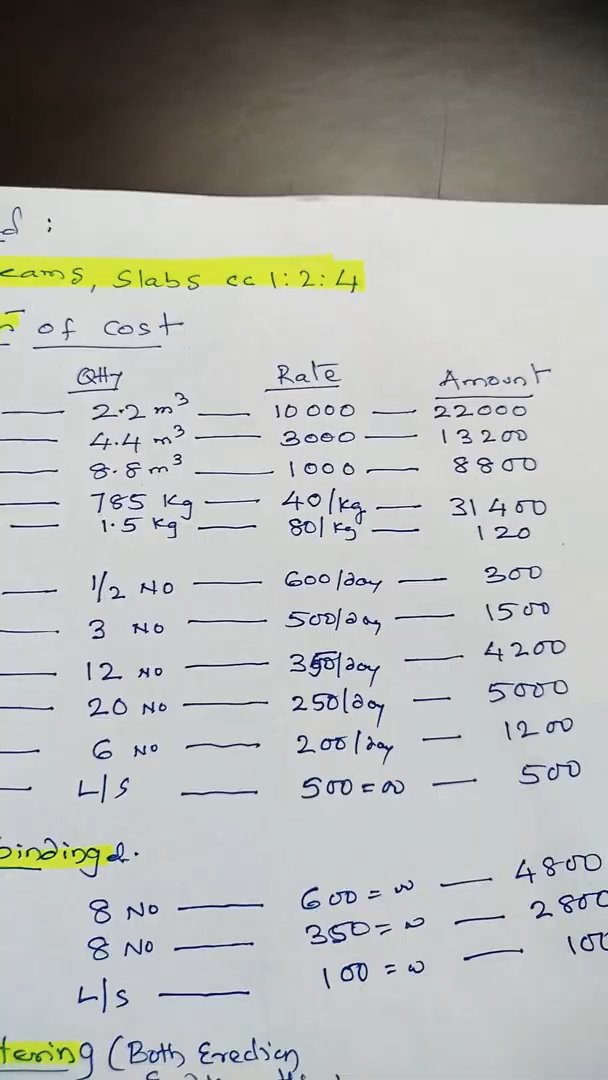 d :
eams, Slabs cc 1:2:4
of cost
Qtty Rate Amount
2.2 m³ — 10000 — 22000
4.4 m³ — 3000 — 13200
8.8 m³ — 1000 — 8800
785 Kg — 40/kg — 31400
1.5 Kg — 80/kg — 120
1/2 No — 600/day — 300
3 No — 500/day — 1500
12 No — 350/day — 4200
20 No — 250/day — 5000
6 No — 200/day — 1200
L/S — 500=00 — 500
binding &.
8 No — 600=00 — 4800
8 No — 350=00 — 2800
L/S — 100=00 — 100
tering (Both Erection